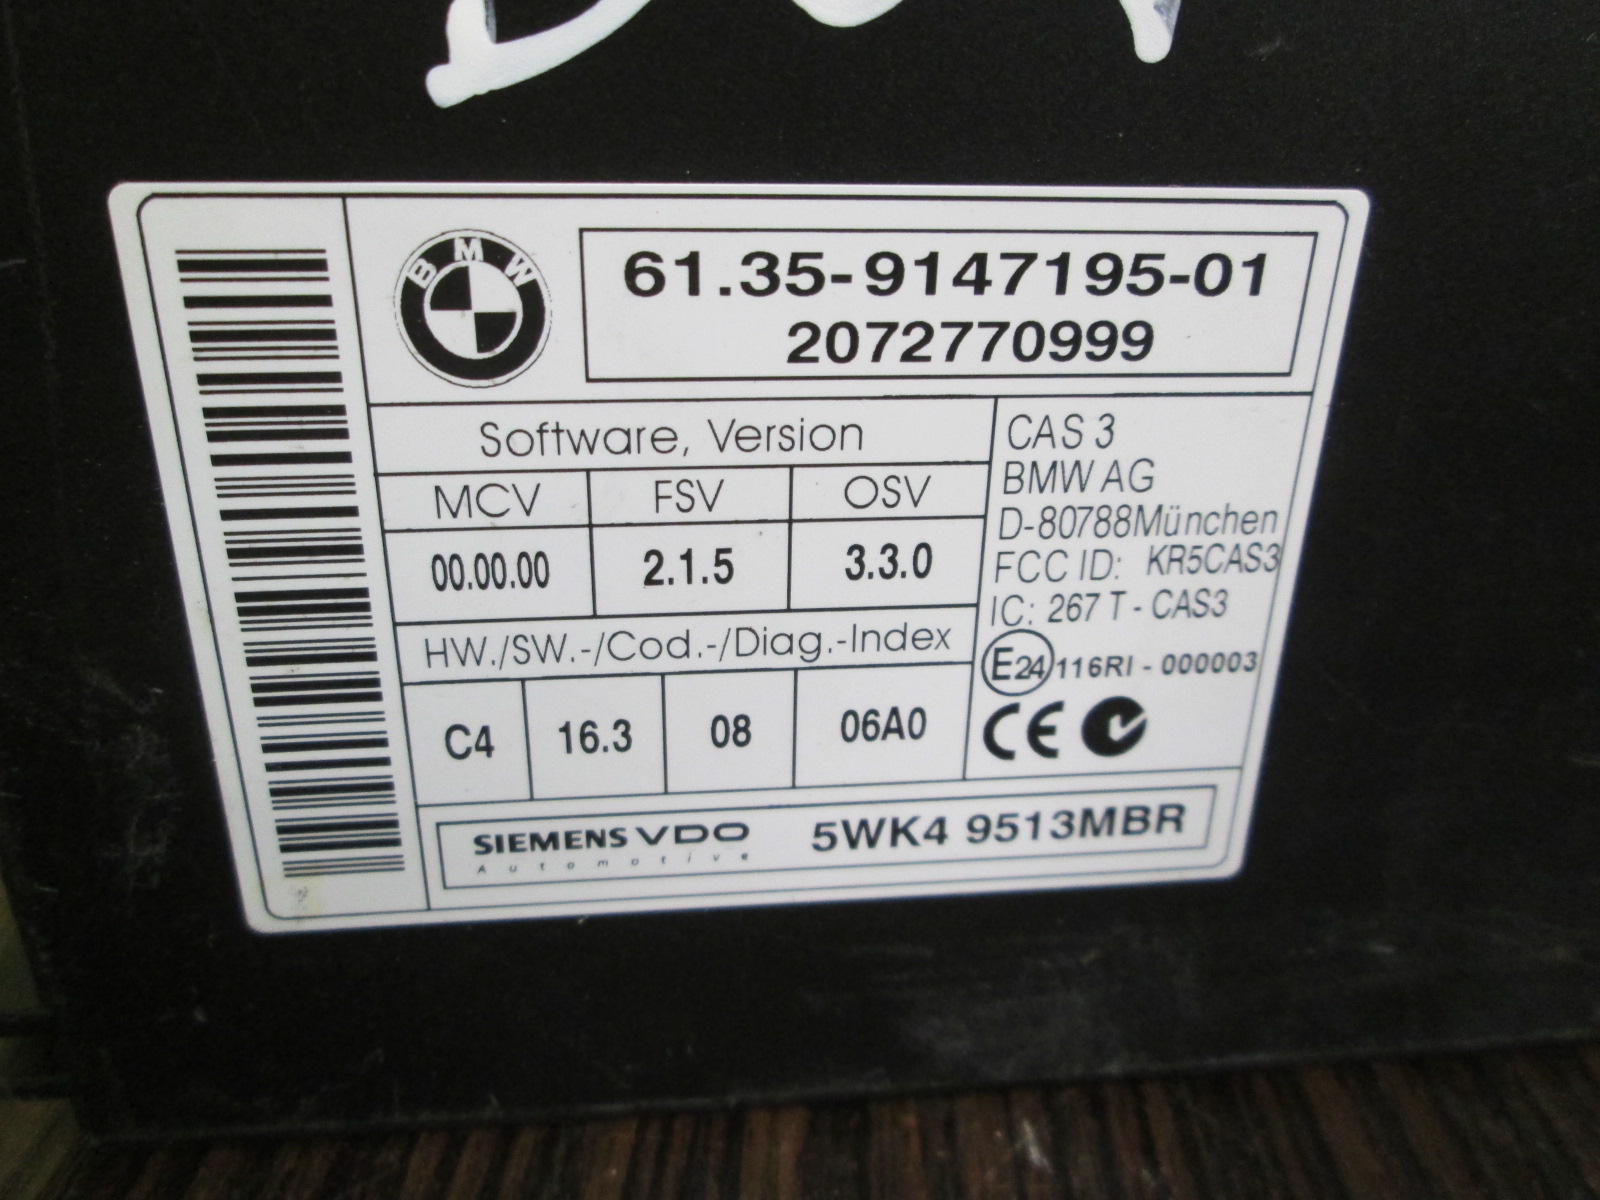 BMW
61.35-9147195-01
2072770999
Software, Version
MCV FSV OSV
00.00.00 2.1.5 3.3.0
HW./SW.-/Cod.-/Diag.-Index
C4 16.3 08 06A0
CAS 3
BMW AG
D-80788München
FCC ID: KR5CAS3
IC: 267 T - CAS3
E24 116RI - 000003
CE
SIEMENS VDO
Automotive
5WK4 9513MBR